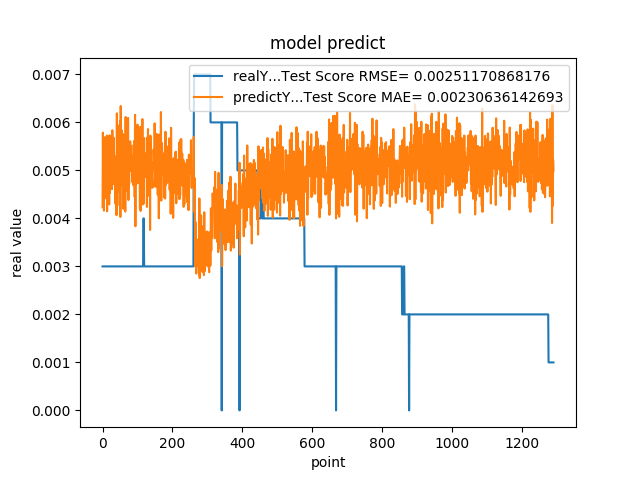 model predict
realY...Test Score RMSE= 0.00251170868176
predictY...Test Score MAE= 0.00230636142693
real value
0.007
0.006
0.005
0.004
0.003
0.002
0.001
0.000
0 200 400 600 800 1000 1200
point